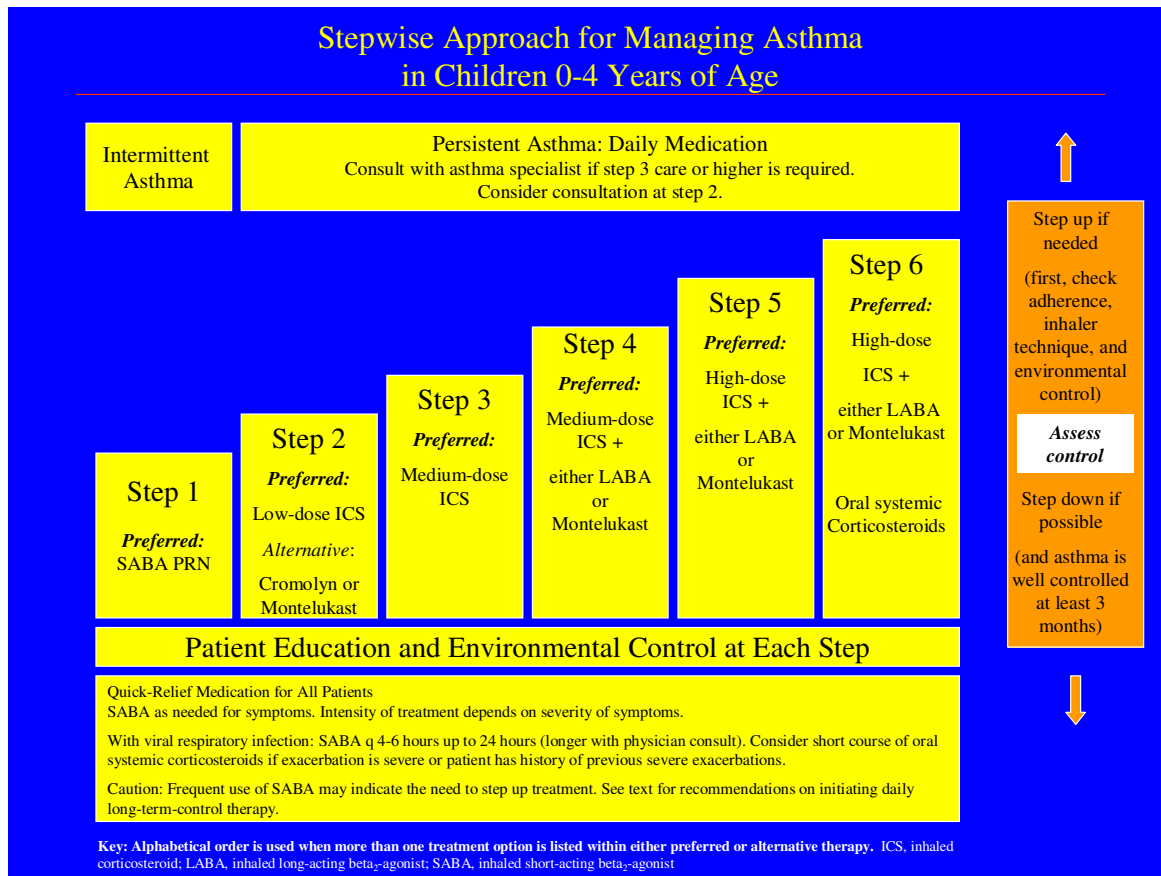 Stepwise Approach for Managing Asthma
in Children 0-4 Years of Age
Intermittent
Asthma
Persistent Asthma: Daily Medication
Consult with asthma specialist if step 3 care or higher is required.
Consider consultation at step 2.
Step 1
Preferred:
SABA PRN
Step 2
Preferred:
Low-dose ICS
Alternative:
Cromolyn or
Montelukast
Step 3
Preferred:
Medium-dose
ICS
Step 4
Preferred:
Medium-dose
ICS +
either LABA
or
Montelukast
Step 5
Preferred:
High-dose
ICS +
either LABA
or
Montelukast
Step 6
Preferred:
High-dose
ICS +
either LABA
or Montelukast
Oral systemic
Corticosteroids
Step up if
needed
(first, check
adherence,
inhaler
technique, and
environmental
control)
Assess
control
Step down if
possible
(and asthma is
well controlled
at least 3
months)
Patient Education and Environmental Control at Each Step
Quick-Relief Medication for All Patients
SABA as needed for symptoms. Intensity of treatment depends on severity of symptoms.
With viral respiratory infection: SABA q 4-6 hours up to 24 hours (longer with physician consult). Consider short course of oral
systemic corticosteroids if exacerbation is severe or patient has history of previous severe exacerbations.
Caution: Frequent use of SABA may indicate the need to step up treatment. See text for recommendations on initiating daily
long-term-control therapy.
Key: Alphabetical order is used when more than one treatment option is listed within either preferred or alternative therapy. ICS, inhaled
corticosteroid; LABA, inhaled long-acting beta₂-agonist; SABA, inhaled short-acting beta₂-agonist